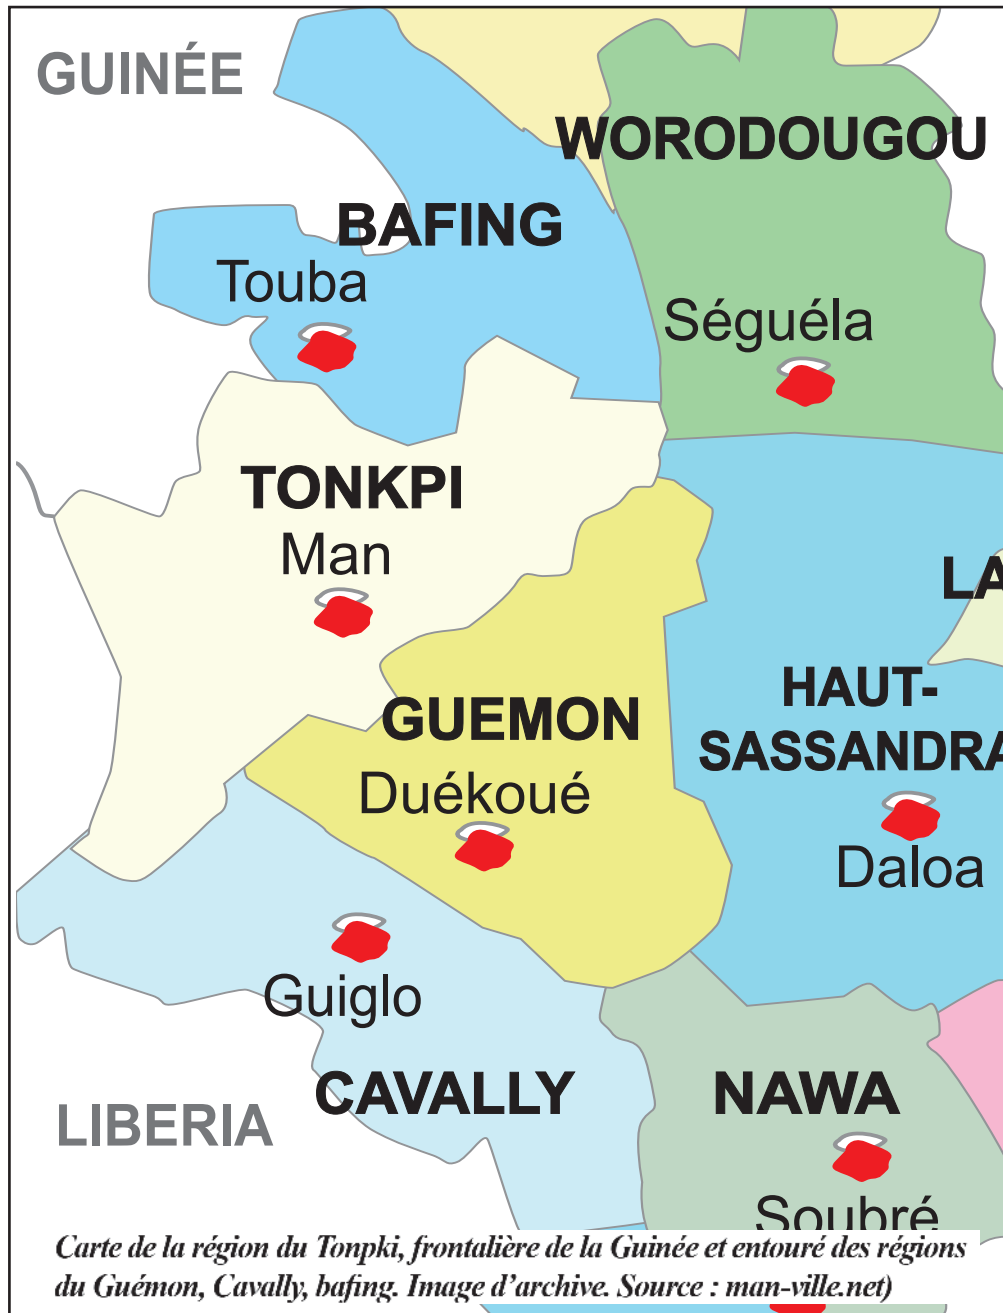 GUINÉE
WORODOUGOU
BAFING
Touba
Séguéla
TONKPI
Man
LA
HAUT-
SASSANDRA
GUEMON
Duékoué
Daloa
Guiglo
CAVALLY
NAWA
LIBERIA
Soubré
Carte de la région du Tonpki, frontalière de la Guinée et entouré des régions
du Guémon, Cavally, bafing. Image d’archive. Source : man-ville.net)